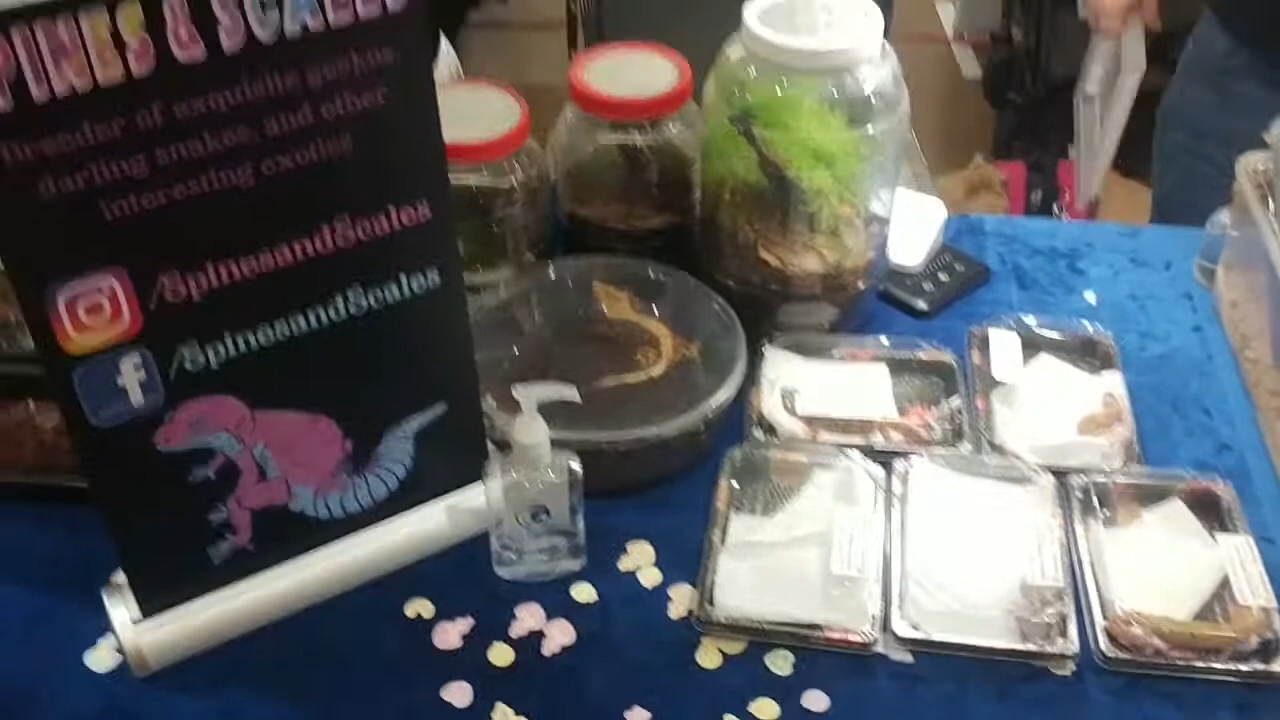 PINES & SCALES
Breeder of exquisite geckos,
darling snakes, and other
interesting exotics
/SpinesandScales
f /SpinesandScales